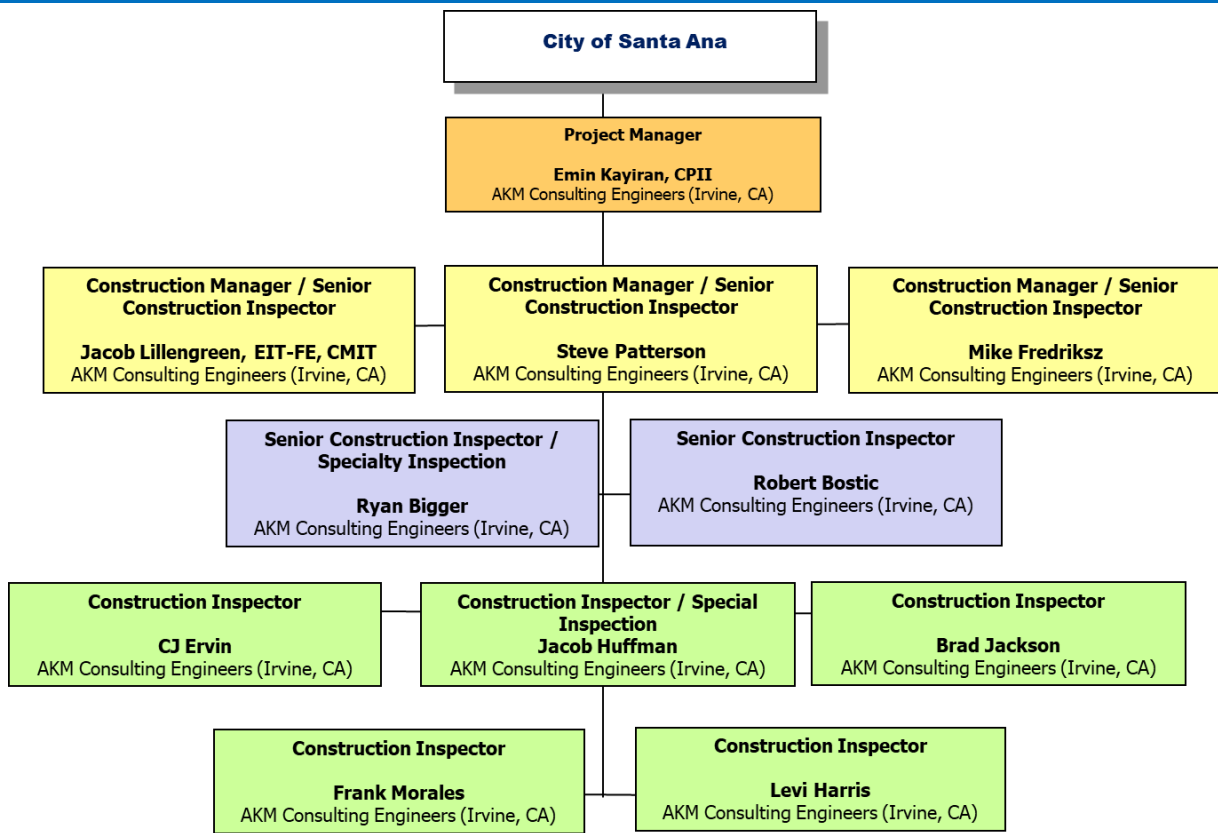 City of Santa Ana
Project Manager
Emin Kayiran, CPII
AKM Consulting Engineers (Irvine, CA)
Construction Manager / Senior
Construction Inspector
Jacob Lillengreen, EIT-FE, CMIT
AKM Consulting Engineers (Irvine, CA)
Construction Manager / Senior
Construction Inspector
Steve Patterson
AKM Consulting Engineers (Irvine, CA)
Construction Manager / Senior
Construction Inspector
Mike Fredriksz
AKM Consulting Engineers (Irvine, CA)
Senior Construction Inspector /
Specialty Inspection
Ryan Bigger
AKM Consulting Engineers (Irvine, CA)
Senior Construction Inspector
Robert Bostic
AKM Consulting Engineers (Irvine, CA)
Construction Inspector
CJ Ervin
AKM Consulting Engineers (Irvine, CA)
Construction Inspector / Special
Inspection
Jacob Huffman
AKM Consulting Engineers (Irvine, CA)
Construction Inspector
Brad Jackson
AKM Consulting Engineers (Irvine, CA)
Construction Inspector
Frank Morales
AKM Consulting Engineers (Irvine, CA)
Construction Inspector
Levi Harris
AKM Consulting Engineers (Irvine, CA)